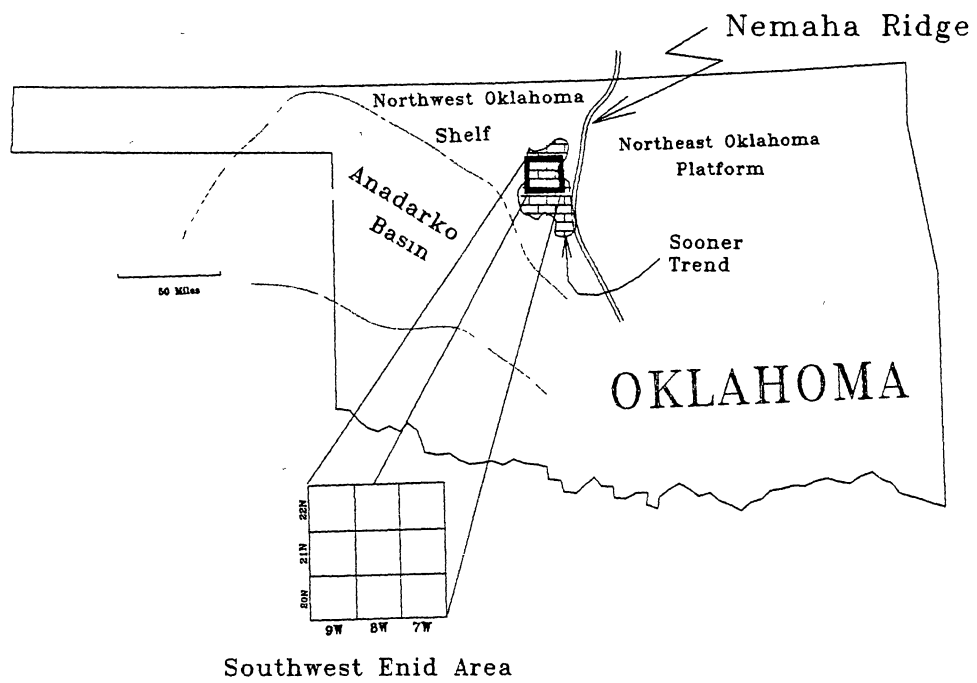 Nemaha Ridge
Northwest Oklahoma
Shelf
Northeast Oklahoma
Platform
Anadarko
Basin
Sooner
Trend
50 Miles
OKLAHOMA
22N
21N
20N
9W 8W 7W
Southwest Enid Area